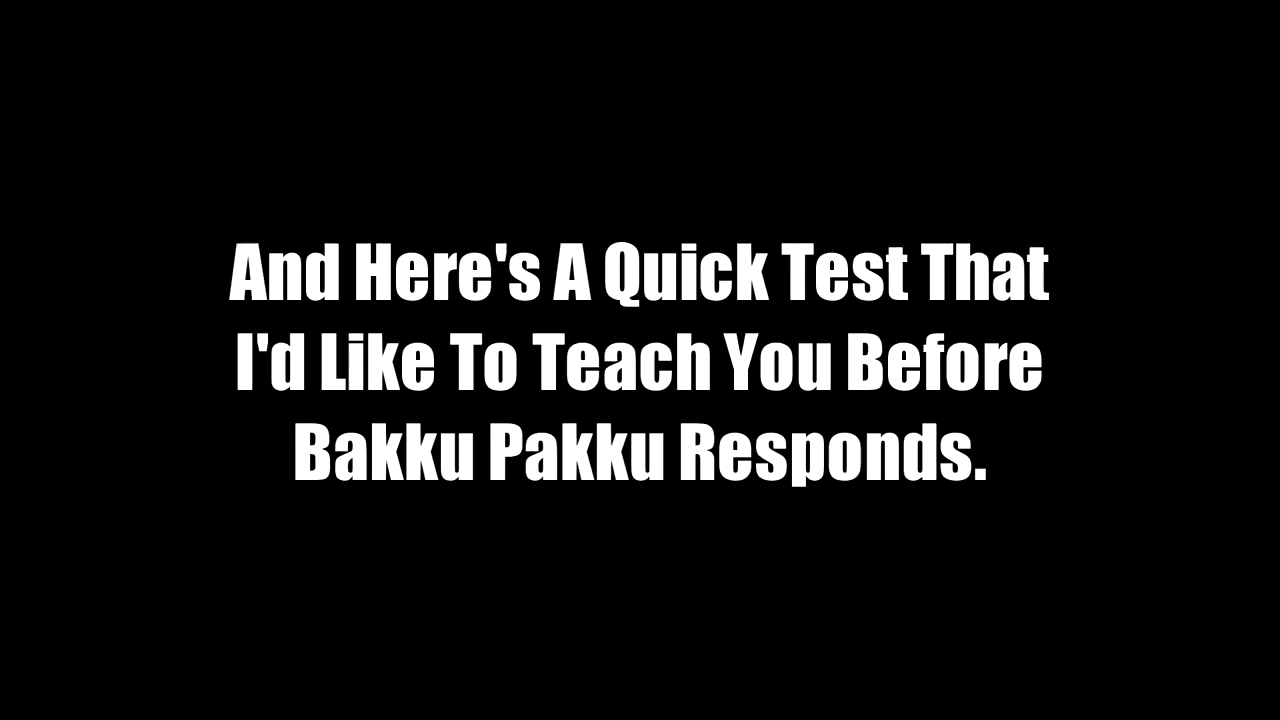 And Here's A Quick Test That
I'd Like To Teach You Before
Bakku Pakku Responds.